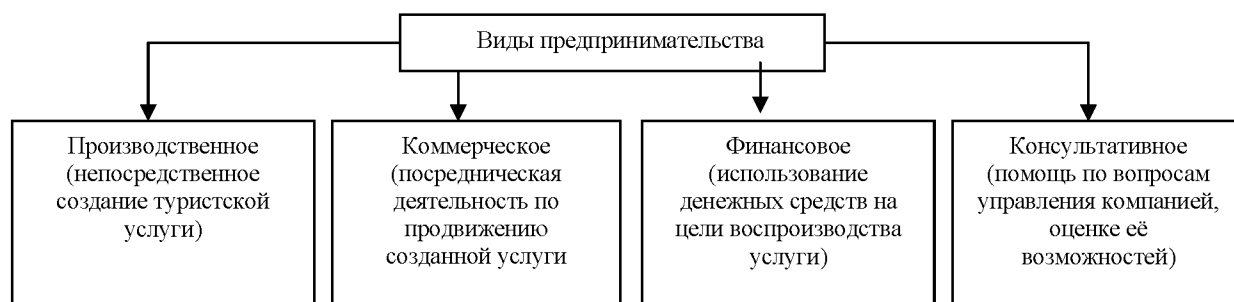 Виды предпринимательства
Производственное
(непосредственное
создание туристской
услуги)
Коммерческое
(посредническая
деятельность по
продвижению
созданной услуги
Финансовое
(использование
денежных средств на
цели воспроизводства
услуги)
Консультативное
(помощь по вопросам
управления компанией,
оценке её
возможностей)